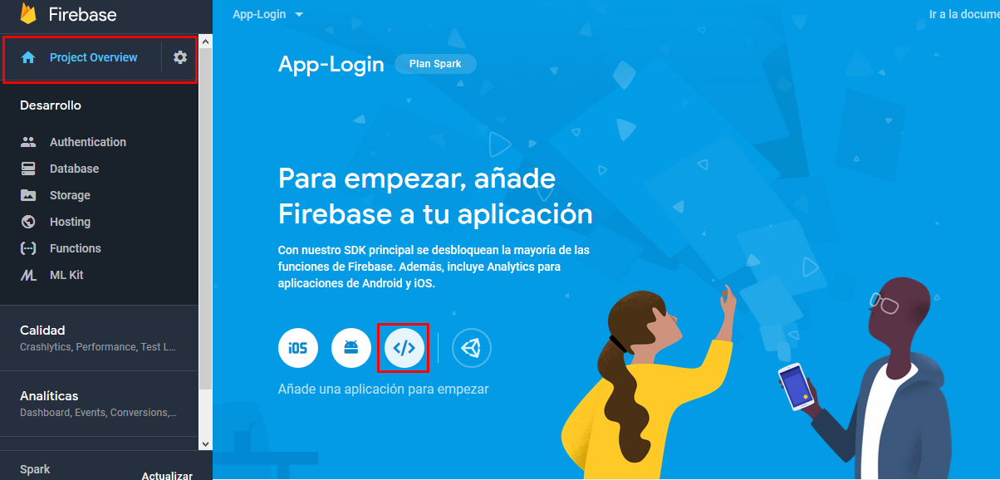 Firebase
App-Login
Ir a la docume
Project Overview
App-Login
Plan Spark
Desarrollo
Authentication
Database
Storage
Hosting
Functions
ML Kit
Para empezar, añade
Firebase a tu aplicación
Con nuestro SDK principal se desbloquean la mayoría de las
funciones de Firebase. Además, incluye Analytics para
aplicaciones de Android y iOS.
iOS
</>
Añade una aplicación para empezar
Calidad
Crashlytics, Performance, Test L...
Analíticas
Dashboard, Events, Conversions,...
Spark
Actualizar